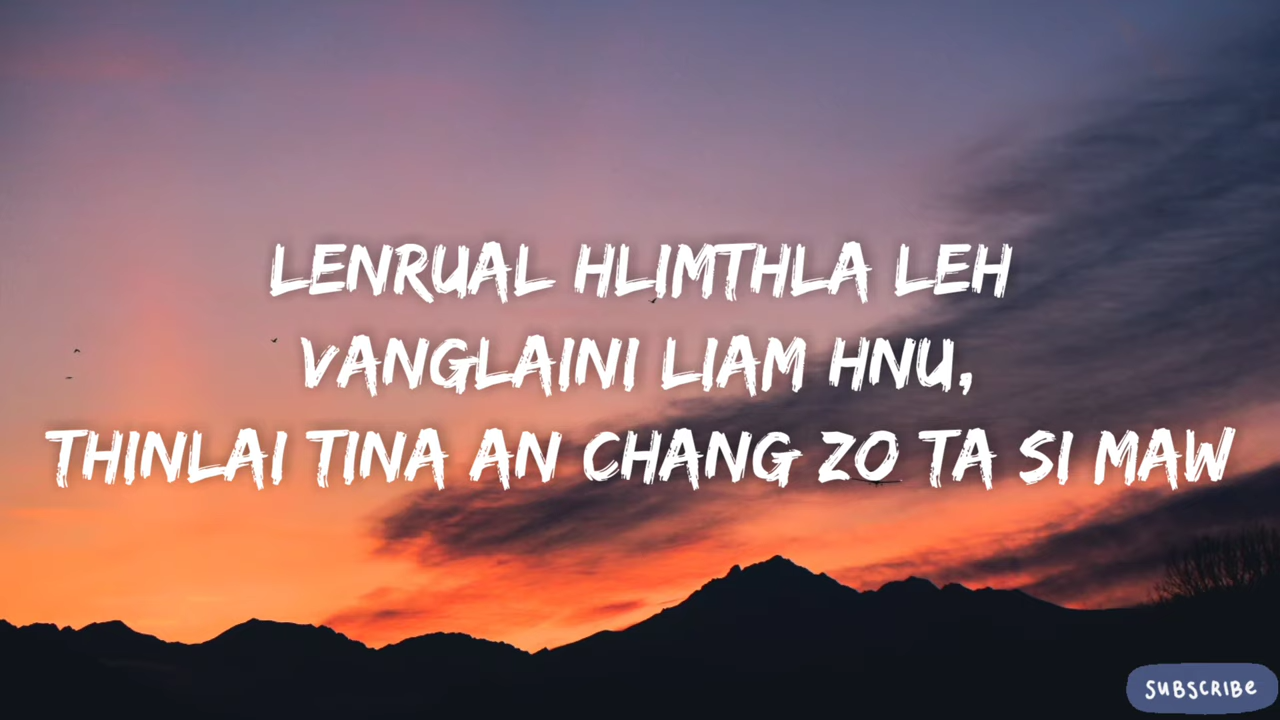 LENRUAL HLIMTHLA LEH
VANGLAINI LIAM HNU,
THINLAI TINA AN CHANG ZO TA SI MAW
SUBSCRIBE